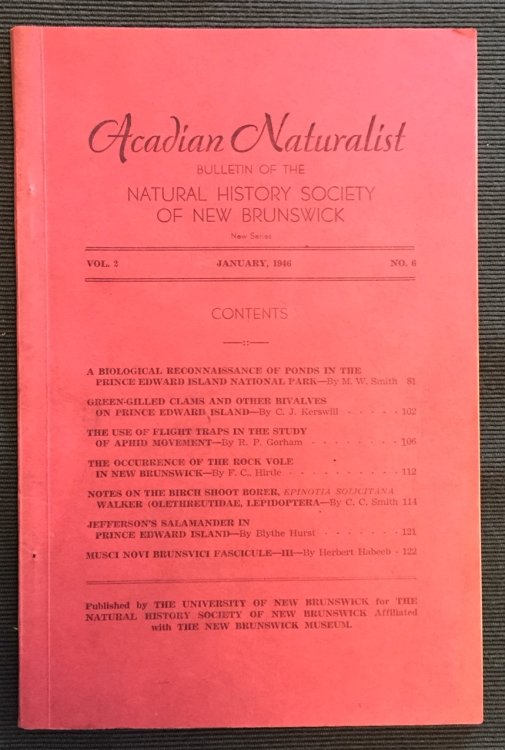 Acadian Naturalist
BULLETIN OF THE
NATURAL HISTORY SOCIETY
OF NEW BRUNSWICK
New Series
VOL. 2 JANUARY, 1946 NO. 6
CONTENTS
A BIOLOGICAL RECONNAISSANCE OF PONDS IN THE
PRINCE EDWARD ISLAND NATIONAL PARK—By M. W. Smith 81
GREEN-GILLED CLAMS AND OTHER BIVALVES
ON PRINCE EDWARD ISLAND—By C. J. Kerswill - - - - - - 102
THE USE OF FLIGHT TRAPS IN THE STUDY
OF APHID MOVEMENT—By R. P. Gorham - - - - - - - - - 106
THE OCCURRENCE OF THE ROCK VOLE
IN NEW BRUNSWICK—By F. C. Hirtle - - - - - - - - - - - 112
NOTES ON THE BIRCH SHOOT BORER, EPINOTIA SOLICITANA
WALKER (OLETHREUTIDAE, LEPIDOPTERA—By C. C. Smith 114
JEFFERSON'S SALAMANDER IN
PRINCE EDWARD ISLAND—By Blythe Hurst - - - - - - - - 121
MUSCI NOVI BRUNSVICI FASCICULE—III—By Herbert Habeeb - 122
Published by THE UNIVERSITY OF NEW BRUNSWICK for THE
NATURAL HISTORY SOCIETY OF NEW BRUNSWICK Affiliated
with THE NEW BRUNSWICK MUSEUM.